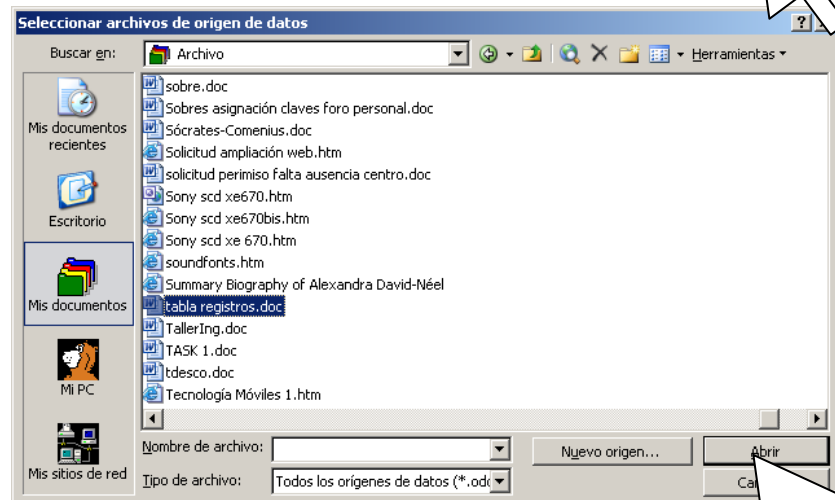 Seleccionar archivos de origen de datos
Buscar en:
Archivo
Herramientas
Mis documentos
recientes
Escritorio
Mis documentos
Mi PC
Mis sitios de red
sobre.doc
Sobres asignación claves foro personal.doc
Sócrates-Comenius.doc
Solicitud ampliación web.htm
solicitud perimiso falta ausencia centro.doc
Sony scd xe670.htm
Sony scd xe670bis.htm
Sony scd xe 670.htm
soundfonts.htm
Summary Biography of Alexandra David-Néel
tabla registros.doc
TallerIng.doc
TASK 1.doc
tdesco.doc
Tecnología Móviles 1.htm
Nombre de archivo:
Nuevo origen...
Abrir
Tipo de archivo:
Todos los orígenes de datos (*.odc